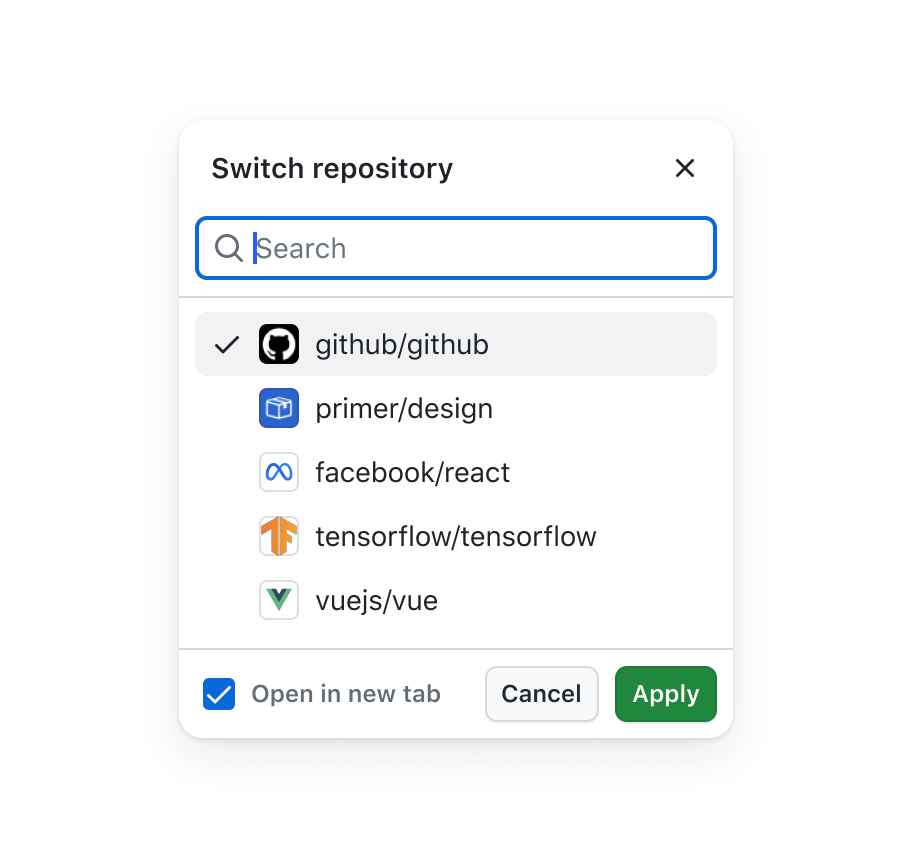 Switch repository
Search
github/github
primer/design
facebook/react
tensorflow/tensorflow
vuejs/vue
Open in new tab Cancel Apply